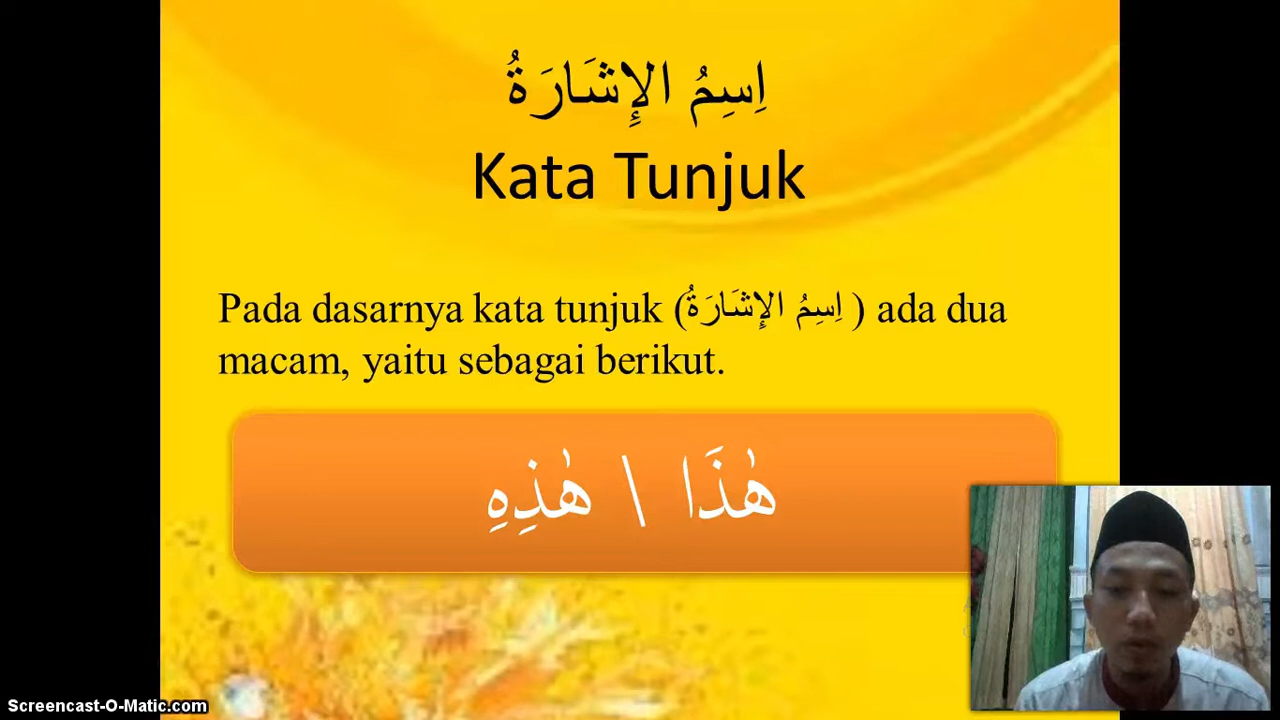 اِسِمُ الإِشَارَةُ
Kata Tunjuk
Pada dasarnya kata tunjuk (اِسِمُ الإِشَارَةُ ) ada dua
macam, yaitu sebagai berikut.
هٰذَا \ هٰذِهِ
Screencast-O-Matic.com